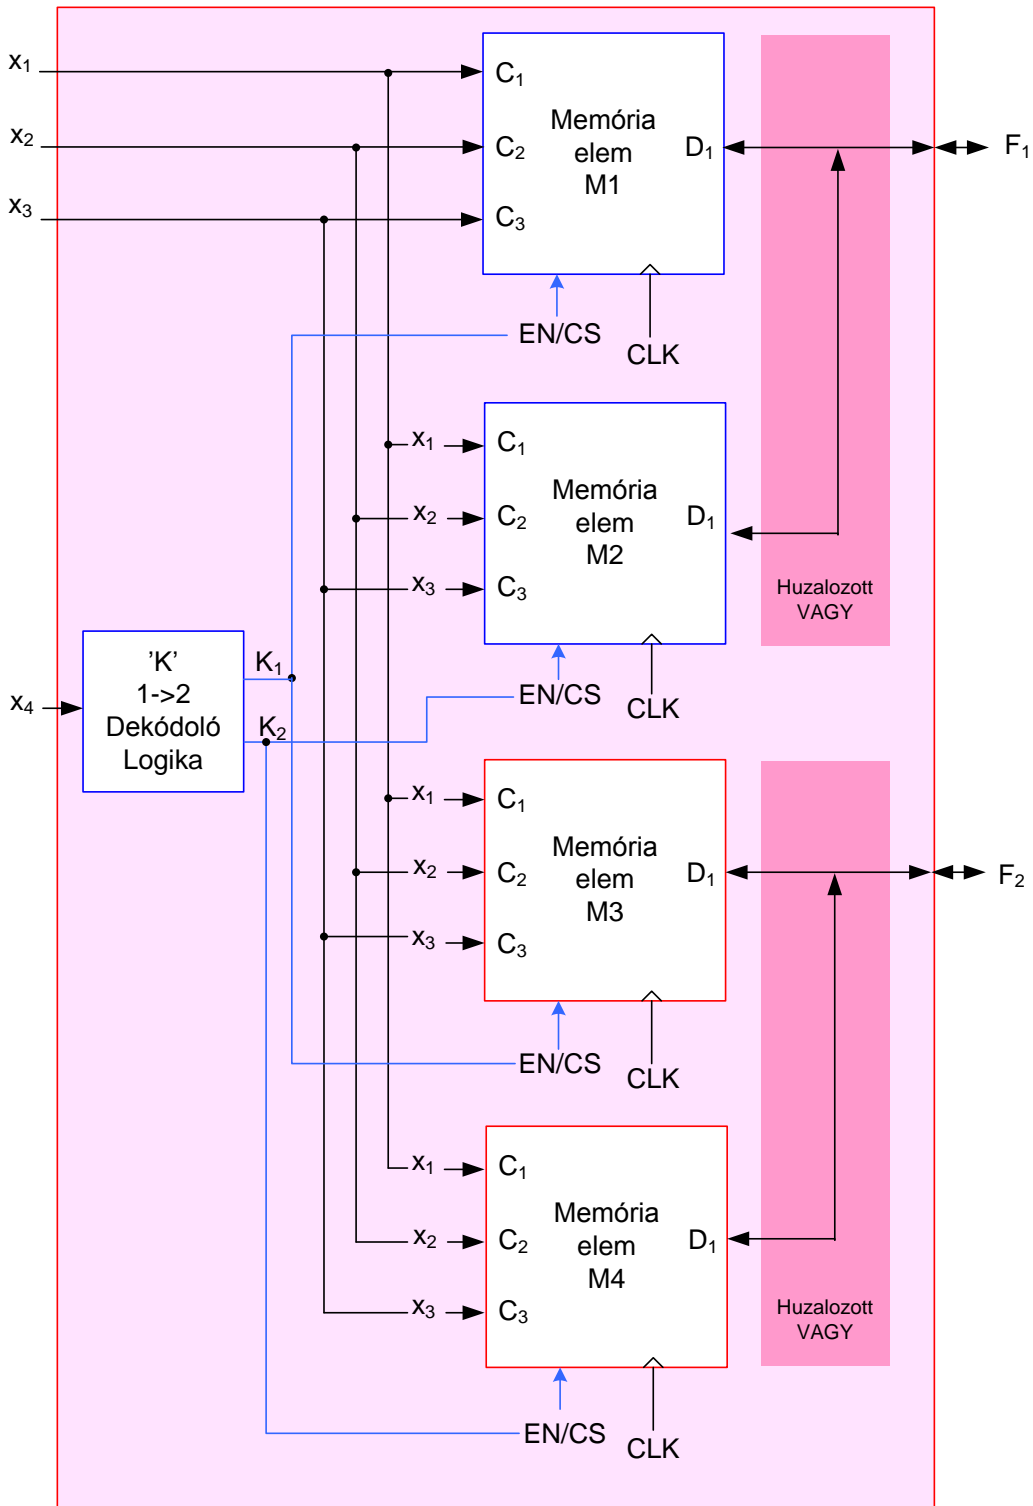 x₁
C₁
Memória
elem
M1
x₂
C₂
D₁
F₁
x₃
C₃
EN/CS
CLK
x₁
C₁
Memória
elem
M2
x₂
C₂
D₁
x₃
C₃
Huzalozott
VAGY
EN/CS
CLK
x₄
'K'
1->2
Dekódoló
Logika
K₁
K₂
x₁
C₁
Memória
elem
M3
x₂
C₂
D₁
F₂
x₃
C₃
EN/CS
CLK
x₁
C₁
Memória
elem
M4
x₂
C₂
D₁
x₃
C₃
Huzalozott
VAGY
EN/CS
CLK